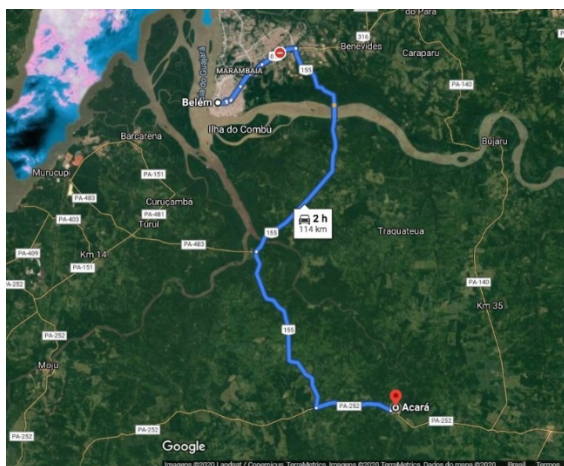 do Pará
316
Benevides
Caraparu
MARAMBAIA
155
PA-140
Belém
Ilha do Combú
Barcarena
Bujaru
Murucupi
PA-151
PA-483
Curuçambá
PA-481
PA-403
Turuí
2 h
114 km
155
Traquateua
PA-483
PA-409
Km 14
PA-151
PA-140
PA-252
Km 35
155
PA-252
Moju
PA-252
Acará
PA-252
PA-252
PA-252
Google
Imagens ©2020 Landsat / Copernicus, TerraMetrics, Imagens ©2020 TerraMetrics, Dados do mapa ©2020 Brasil Termos